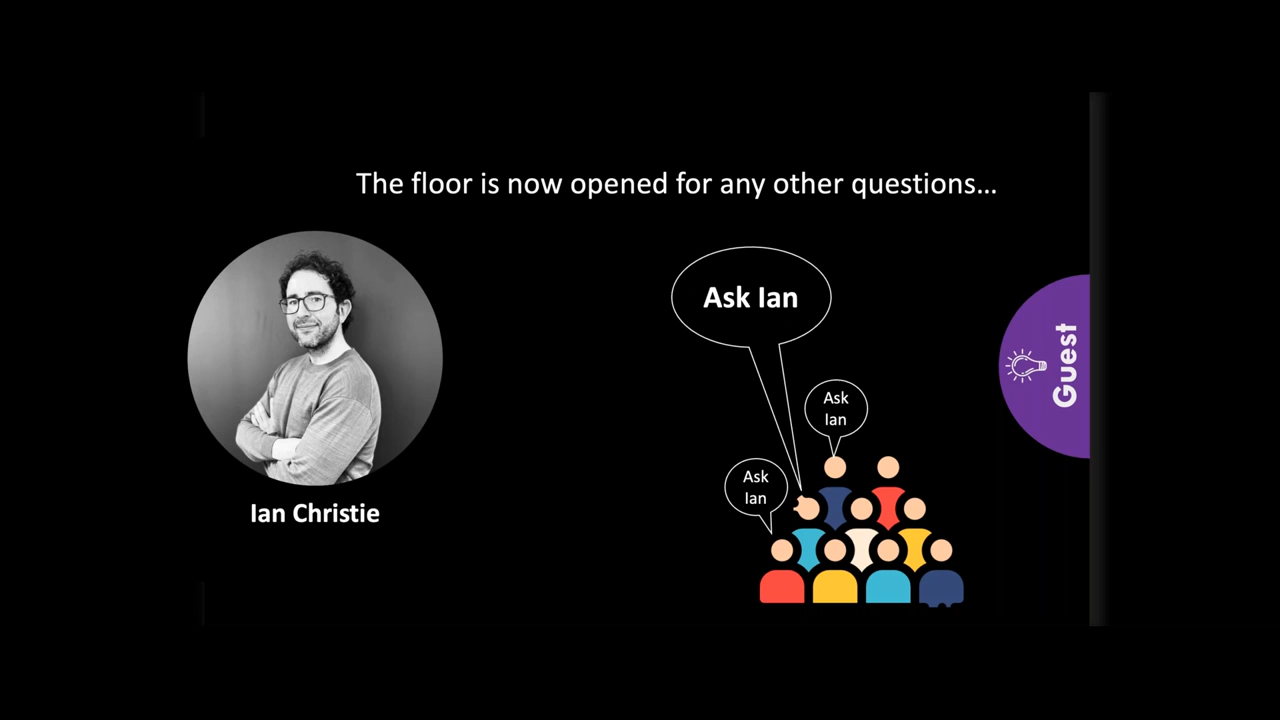 The floor is now opened for any other questions...
Ask Ian
Ask
Ian
Ask
Ian
Guest
Ian Christie